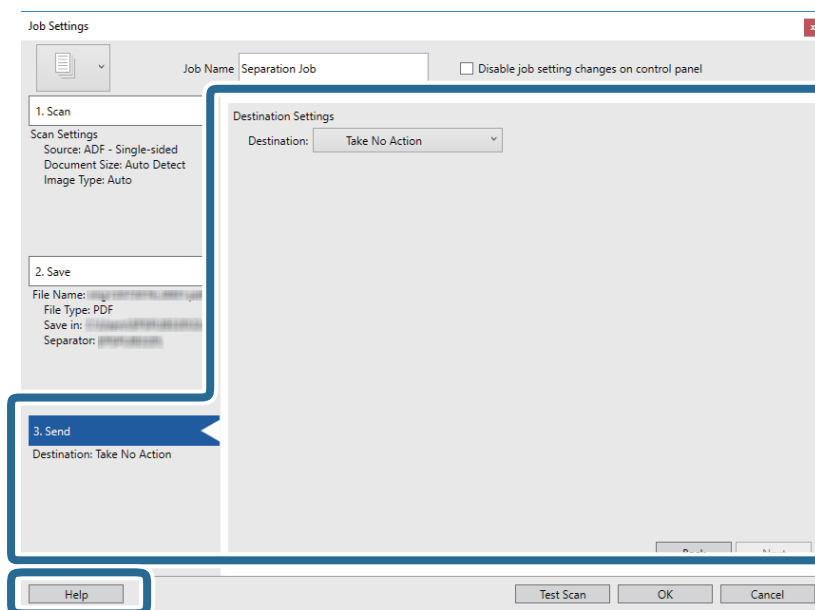 Job Settings
Job Name Separation Job
Disable job setting changes on control panel
1. Scan
Scan Settings
Source: ADF - Single-sided
Document Size: Auto Detect
Image Type: Auto
2. Save
File Name:
File Type: PDF
Save in:
Separator:
3. Send
Destination: Take No Action
Destination Settings
Destination: Take No Action
Help
Test Scan
OK
Cancel